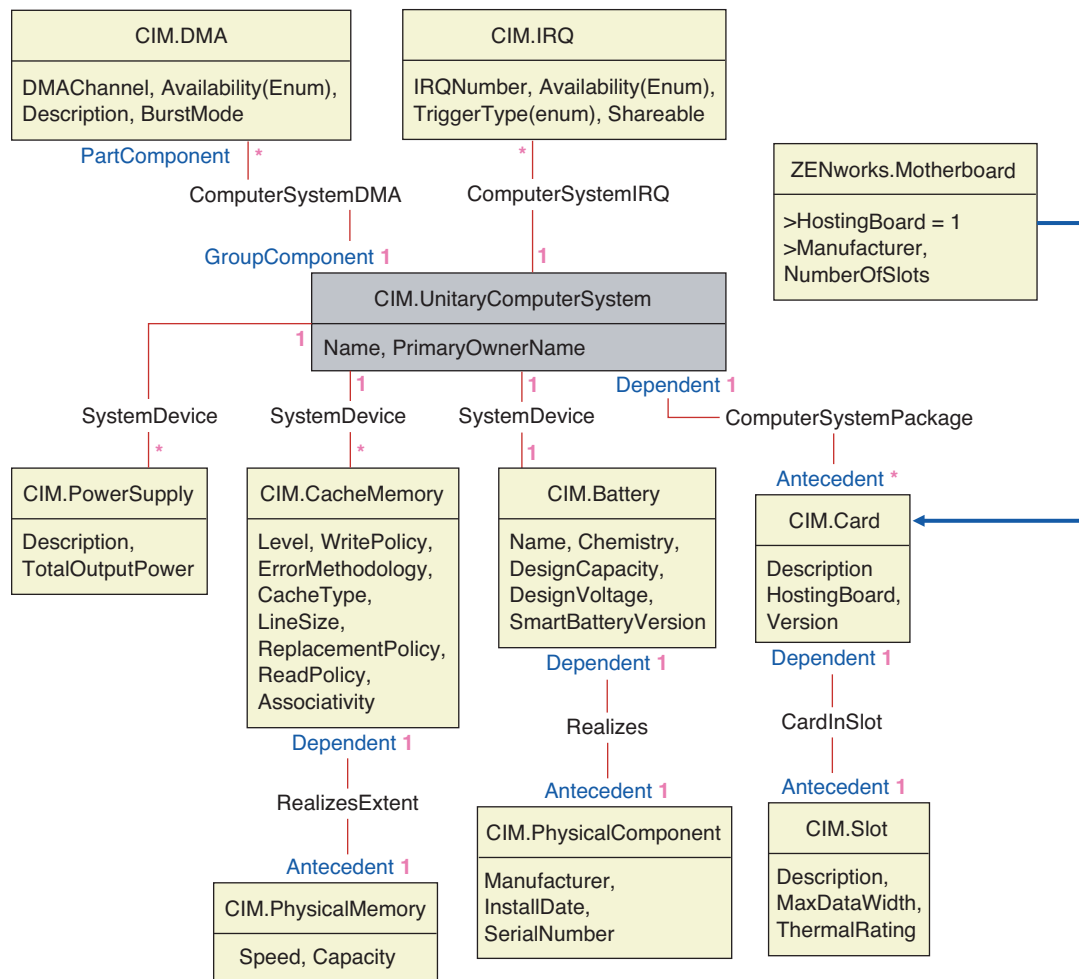 CIM.DMA
DMAChannel, Availability(Enum),
Description, BurstMode
CIM.IRQ
IRQNumber, Availability(Enum),
TriggerType(enum), Shareable
PartComponent *
*
ComputerSystemDMA
ComputerSystemIRQ
ZENworks.Motherboard
>HostingBoard = 1
>Manufacturer,
NumberOfSlots
GroupComponent 1
1
CIM.UnitaryComputerSystem
Name, PrimaryOwnerName
1
1
1
Dependent 1
SystemDevice
SystemDevice
SystemDevice
ComputerSystemPackage
*
*
1
Antecedent *
CIM.PowerSupply
Description,
TotalOutputPower
CIM.CacheMemory
Level, WritePolicy,
ErrorMethodology,
CacheType,
LineSize,
ReplacementPolicy,
ReadPolicy,
Associativity
CIM.Battery
Name, Chemistry,
DesignCapacity,
DesignVoltage,
SmartBatteryVersion
CIM.Card
Description
HostingBoard,
Version
Dependent 1
Dependent 1
Dependent 1
RealizesExtent
Realizes
CardInSlot
Antecedent 1
Antecedent 1
Antecedent 1
CIM.PhysicalMemory
Speed, Capacity
CIM.PhysicalComponent
Manufacturer,
InstallDate,
SerialNumber
CIM.Slot
Description,
MaxDataWidth,
ThermalRating